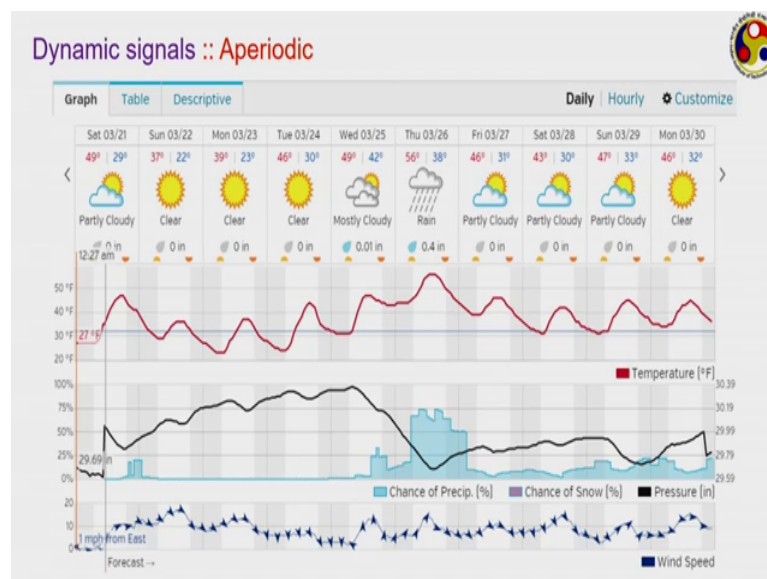 Dynamic signals :: Aperiodic
Graph Table Descriptive Daily | Hourly Customize
Sat 03/21 Sun 03/22 Mon 03/23 Tue 03/24 Wed 03/25 Thu 03/26 Fri 03/27 Sat 03/28 Sun 03/29 Mon 03/30
49° | 29° 37° | 22° 39° | 23° 46° | 30° 49° | 42° 56° | 38° 46° | 31° 43° | 30° 47° | 33° 46° | 32°
Partly Cloudy Clear Clear Clear Mostly Cloudy Rain Partly Cloudy Partly Cloudy Partly Cloudy Clear
0 in 0 in 0 in 0 in 0.01 in 0.4 in 0 in 0 in 0 in 0 in
12:27 am
50 °F
40 °F
30 °F 27 °F
20 °F
Temperature (°F)
100% 30.39
75% 30.19
50% 29.99
25% 29.69 in 29.79
0% 29.59
Chance of Precip. (%) Chance of Snow (%) Pressure (in)
20
10
1 mph from East
0
Forecast → Wind Speed